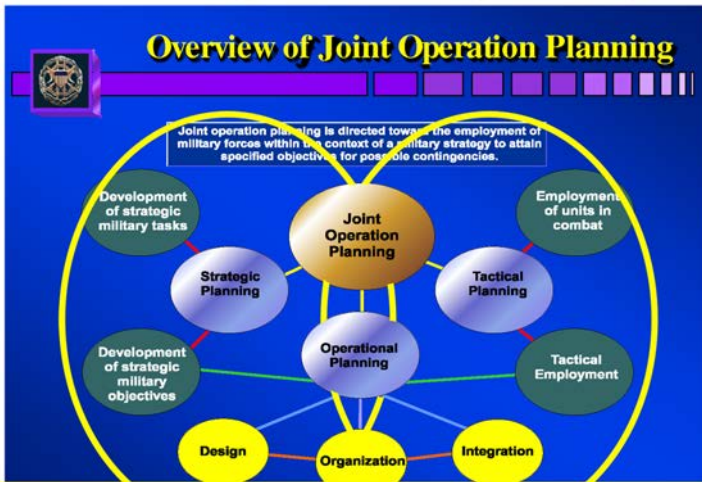 Overview of Joint Operation Planning
Joint operation planning is directed toward the employment of
military forces within the context of a military strategy to attain
specified objectives for possible contingencies.
Development
of strategic
military tasks
Joint
Operation
Planning
Employment
of units in
combat
Strategic
Planning
Tactical
Planning
Development
of strategic
military
objectives
Operational
Planning
Tactical
Employment
Design
Organization
Integration